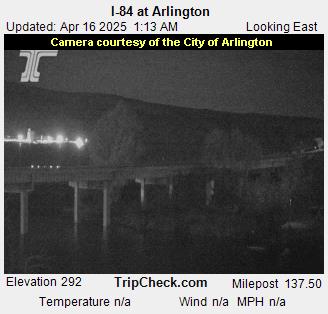 I-84 at Arlington
Updated: Apr 16 2025 1:13 AM Looking East
Camera courtesy of the City of Arlington
Elevation 292 TripCheck.com Milepost 137.50
Temperature n/a Wind n/a MPH n/a